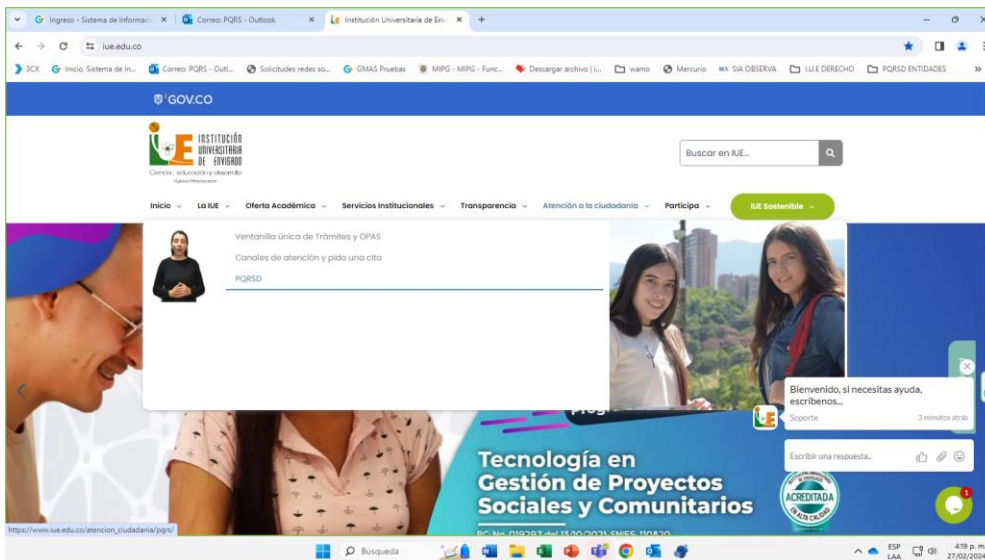 Ingreso - Sistema de Informaci
Correo: PQRS - Outlook
Institución Universitaria de Env
iue.edu.co
3CX
Inicio, Sistema de In...
Correo: PQRS - Outl...
Solicitudes redes so...
GMAS Pruebas
MIPG - MIPG - Func...
Descargar archivo | i...
wamo
Mercurio
SIA OBSERVA
I.U.E DERECHO
PQRSD ENTIDADES
GOV.CO
INSTITUCIÓN
UNIVERSITARIA
DE ENVIGADO
Ciencia, educación y desarrollo
Buscar en IUE...
Inicio
La IUE
Oferta Académica
Servicios Institucionales
Transparencia
Atención a la ciudadanía
Participa
IUE Sostenible
Ventanilla única de Trámites y OPAS
Canales de atención y pida una cita
PQRSD
Bienvenido, si necesitas ayuda,
escríbenos...
Soporte
3 minutos atrás
Escribir una respuesta..
Tecnología en
Gestión de Proyectos
Sociales y Comunitarios
ACREDITADA
EN ALTA CALIDAD
1
https://www.iue.edu.co/atencion_ciudadania/pqrs/
Búsqueda
ESP
LAA
4:19 p. m.
27/02/2024